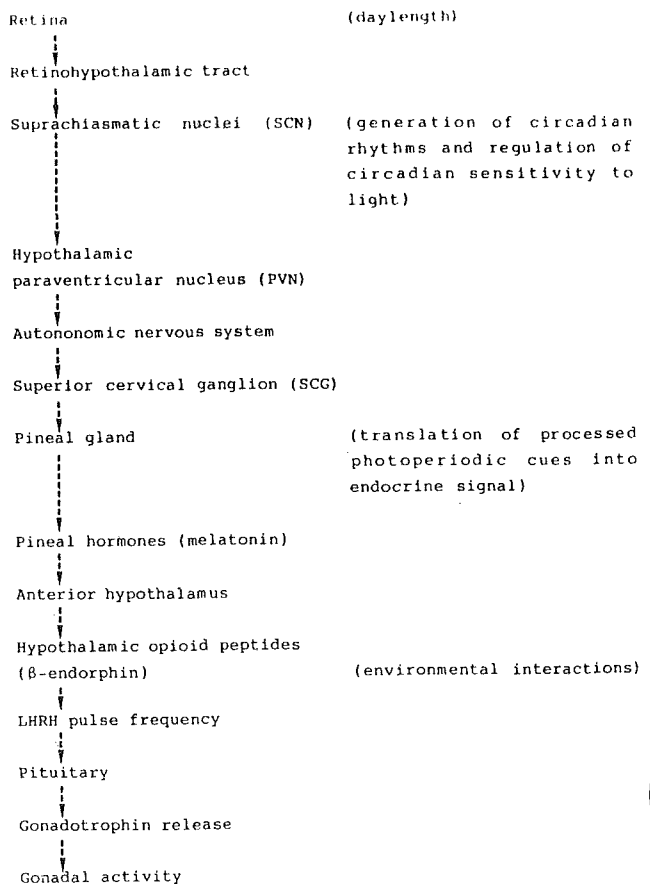 Retina (daylength)
Retinohypothalamic tract
Suprachiasmatic nuclei (SCN) (generation of circadian
rhythms and regulation of
circadian sensitivity to
light)
Hypothalamic
paraventricular nucleus (PVN)
Autononomic nervous system
Superior cervical ganglion (SCG)
Pineal gland (translation of processed
photoperiodic cues into
endocrine signal)
Pineal hormones (melatonin)
Anterior hypothalamus
Hypothalamic opioid peptides
(β-endorphin) (environmental interactions)
LHRH pulse frequency
Pituitary
Gonadotrophin release
Gonadal activity